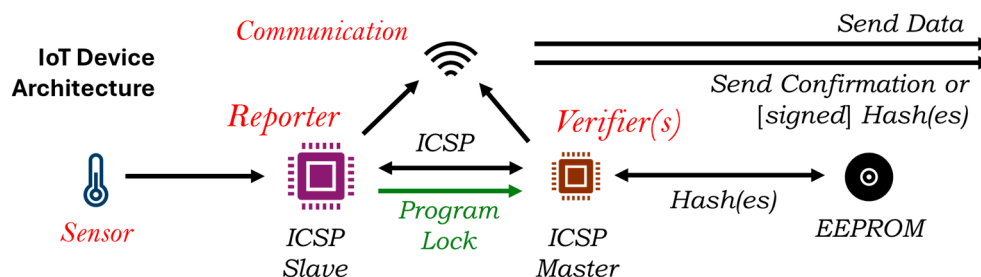 Communication
Send Data
IoT Device
Architecture
Send Confirmation or
[signed] Hash(es)
Reporter
Verifier(s)
ICSP
Hash(es)
Program
Lock
Sensor
ICSP
Slave
ICSP
Master
EEPROM